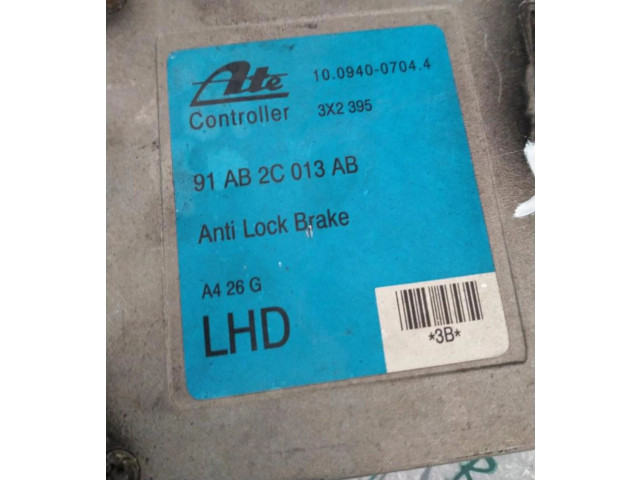 Ate
10.0940-0704.4
Controller
3X2 395
91 AB 2C 013 AB
Anti Lock Brake
A4 26 G
LHD
*3B*